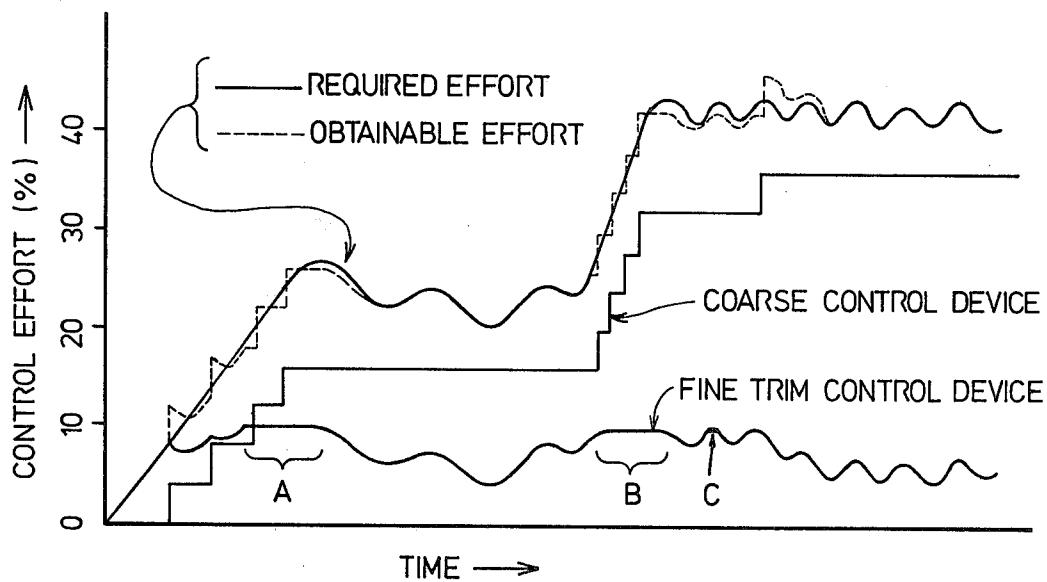 REQUIRED EFFORT
OBTAINABLE EFFORT
CONTROL EFFORT (%)
40
30
20
10
0
COARSE CONTROL DEVICE
FINE TRIM CONTROL DEVICE
A
B
C
TIME